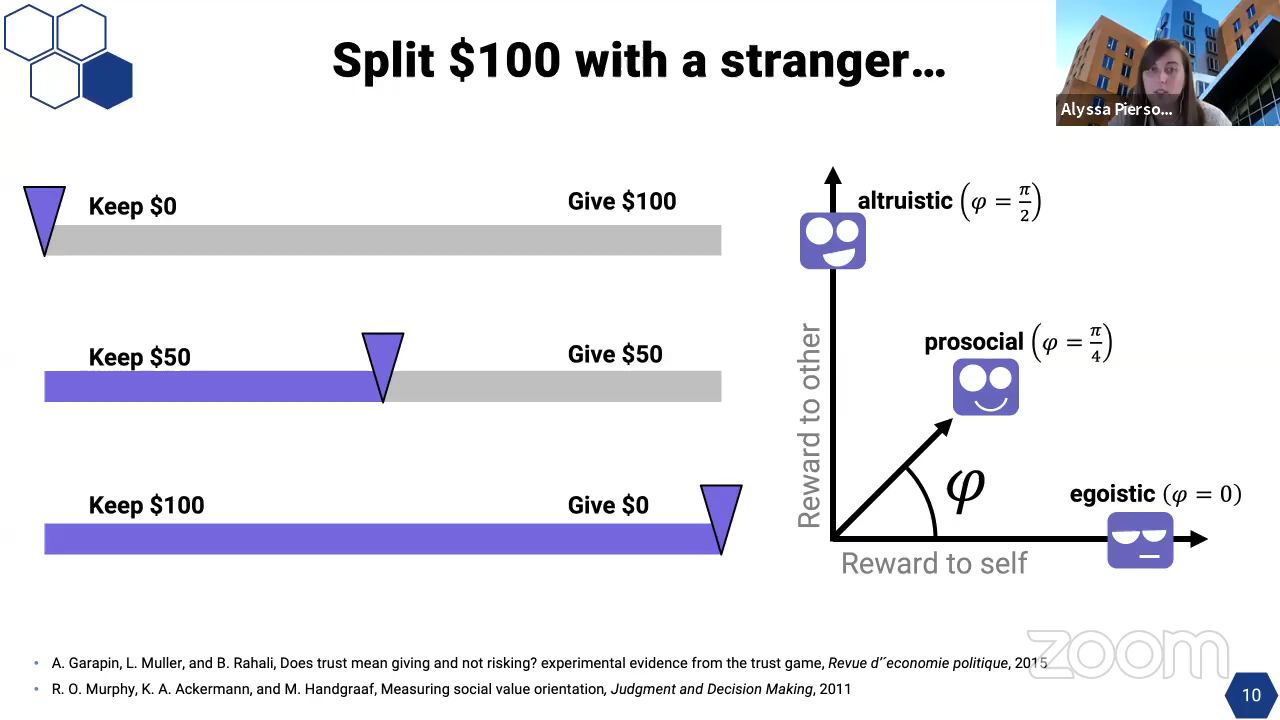 Split $100 with a stranger…
Alyssa Pierso...
Keep $0
Give $100
Keep $50
Give $50
Keep $100
Give $0
altruistic (φ = π/2)
prosocial (φ = π/4)
φ
egoistic (φ = 0)
Reward to other
Reward to self
• A. Garapin, L. Muller, and B. Rahali, Does trust mean giving and not risking? experimental evidence from the trust game, Revue d'´economie politique, 2015
• R. O. Murphy, K. A. Ackermann, and M. Handgraaf, Measuring social value orientation, Judgment and Decision Making, 2011
zoom
10